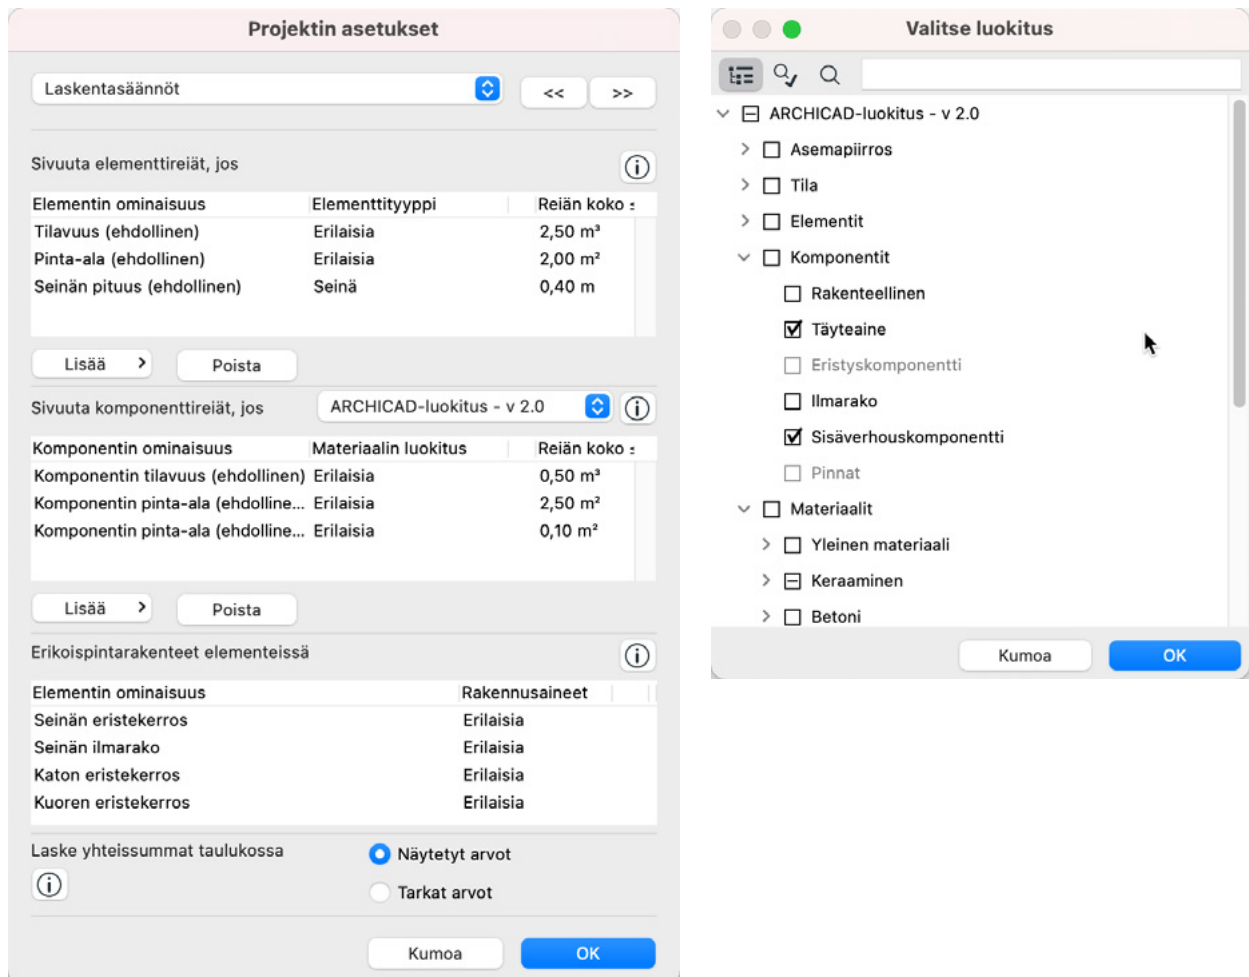 Projektin asetukset
Laskentasäännöt
<<
>>
Sivuuta elementtireiät, jos
Elementin ominaisuus Elementtityyppi Reiän koko ≤
Tilavuus (ehdollinen) Erilaisia 2,50 m³
Pinta-ala (ehdollinen) Erilaisia 2,00 m²
Seinän pituus (ehdollinen) Seinä 0,40 m
Lisää > Poista
Sivuuta komponenttireiät, jos ARCHICAD-luokitus - v 2.0
Komponentin ominaisuus Materiaalin luokitus Reiän koko ≤
Komponentin tilavuus (ehdollinen) Erilaisia 0,50 m³
Komponentin pinta-ala (ehdolline... Erilaisia 2,50 m²
Komponentin pinta-ala (ehdolline... Erilaisia 0,10 m²
Lisää > Poista
Erikoispintarakenteet elementeissä
Elementin ominaisuus Rakennusaineet
Seinän eristekerros Erilaisia
Seinän ilmarako Erilaisia
Katon eristekerros Erilaisia
Kuoren eristekerros Erilaisia
Laske yhteissummat taulukossa Näytetyt arvot
Tarkat arvot
Kumoa OK
Valitse luokitus
ARCHICAD-luokitus - v 2.0
Asemapiirros
Tila
Elementit
Komponentit
Rakenteellinen
Täyteaine
Eristyskomponentti
Ilmarako
Sisäverhouskomponentti
Pinnat
Materiaalit
Yleinen materiaali
Keraaminen
Betoni
Kumoa OK